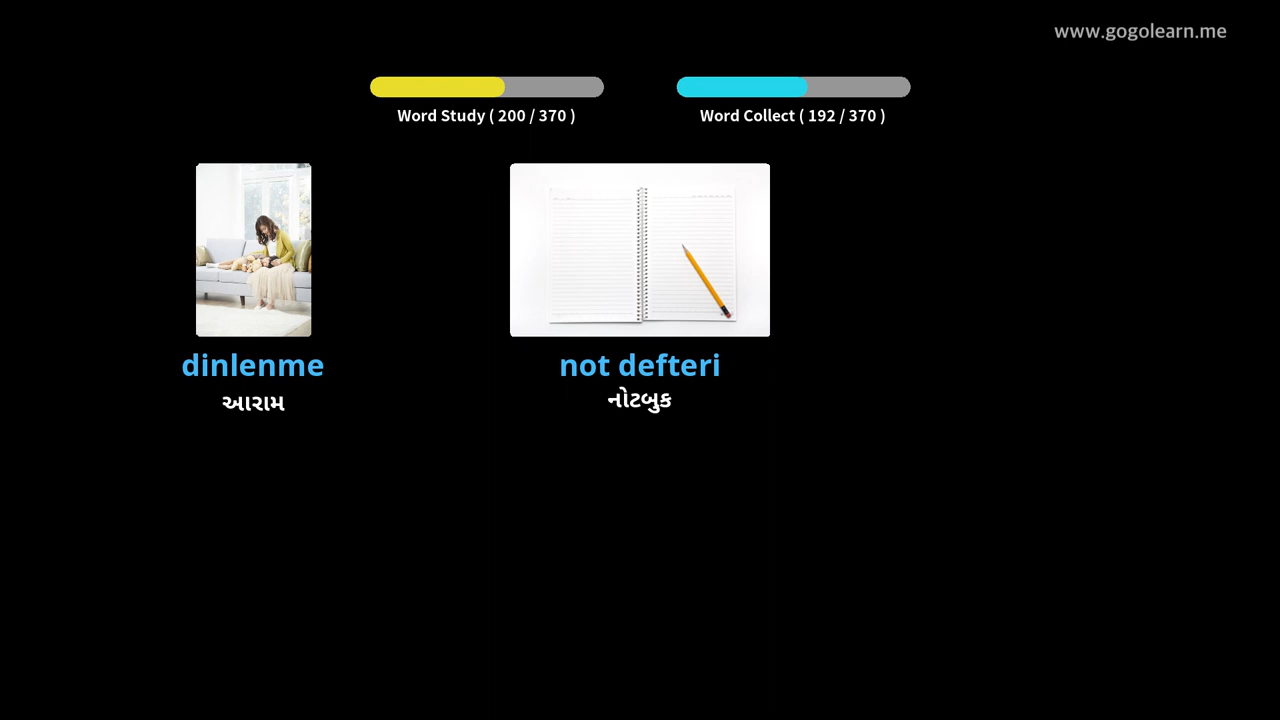 www.gogolearn.me
Word Study ( 200 / 370 )
Word Collect ( 192 / 370 )
dinlenme
આરામ
not defteri
નોટબુક